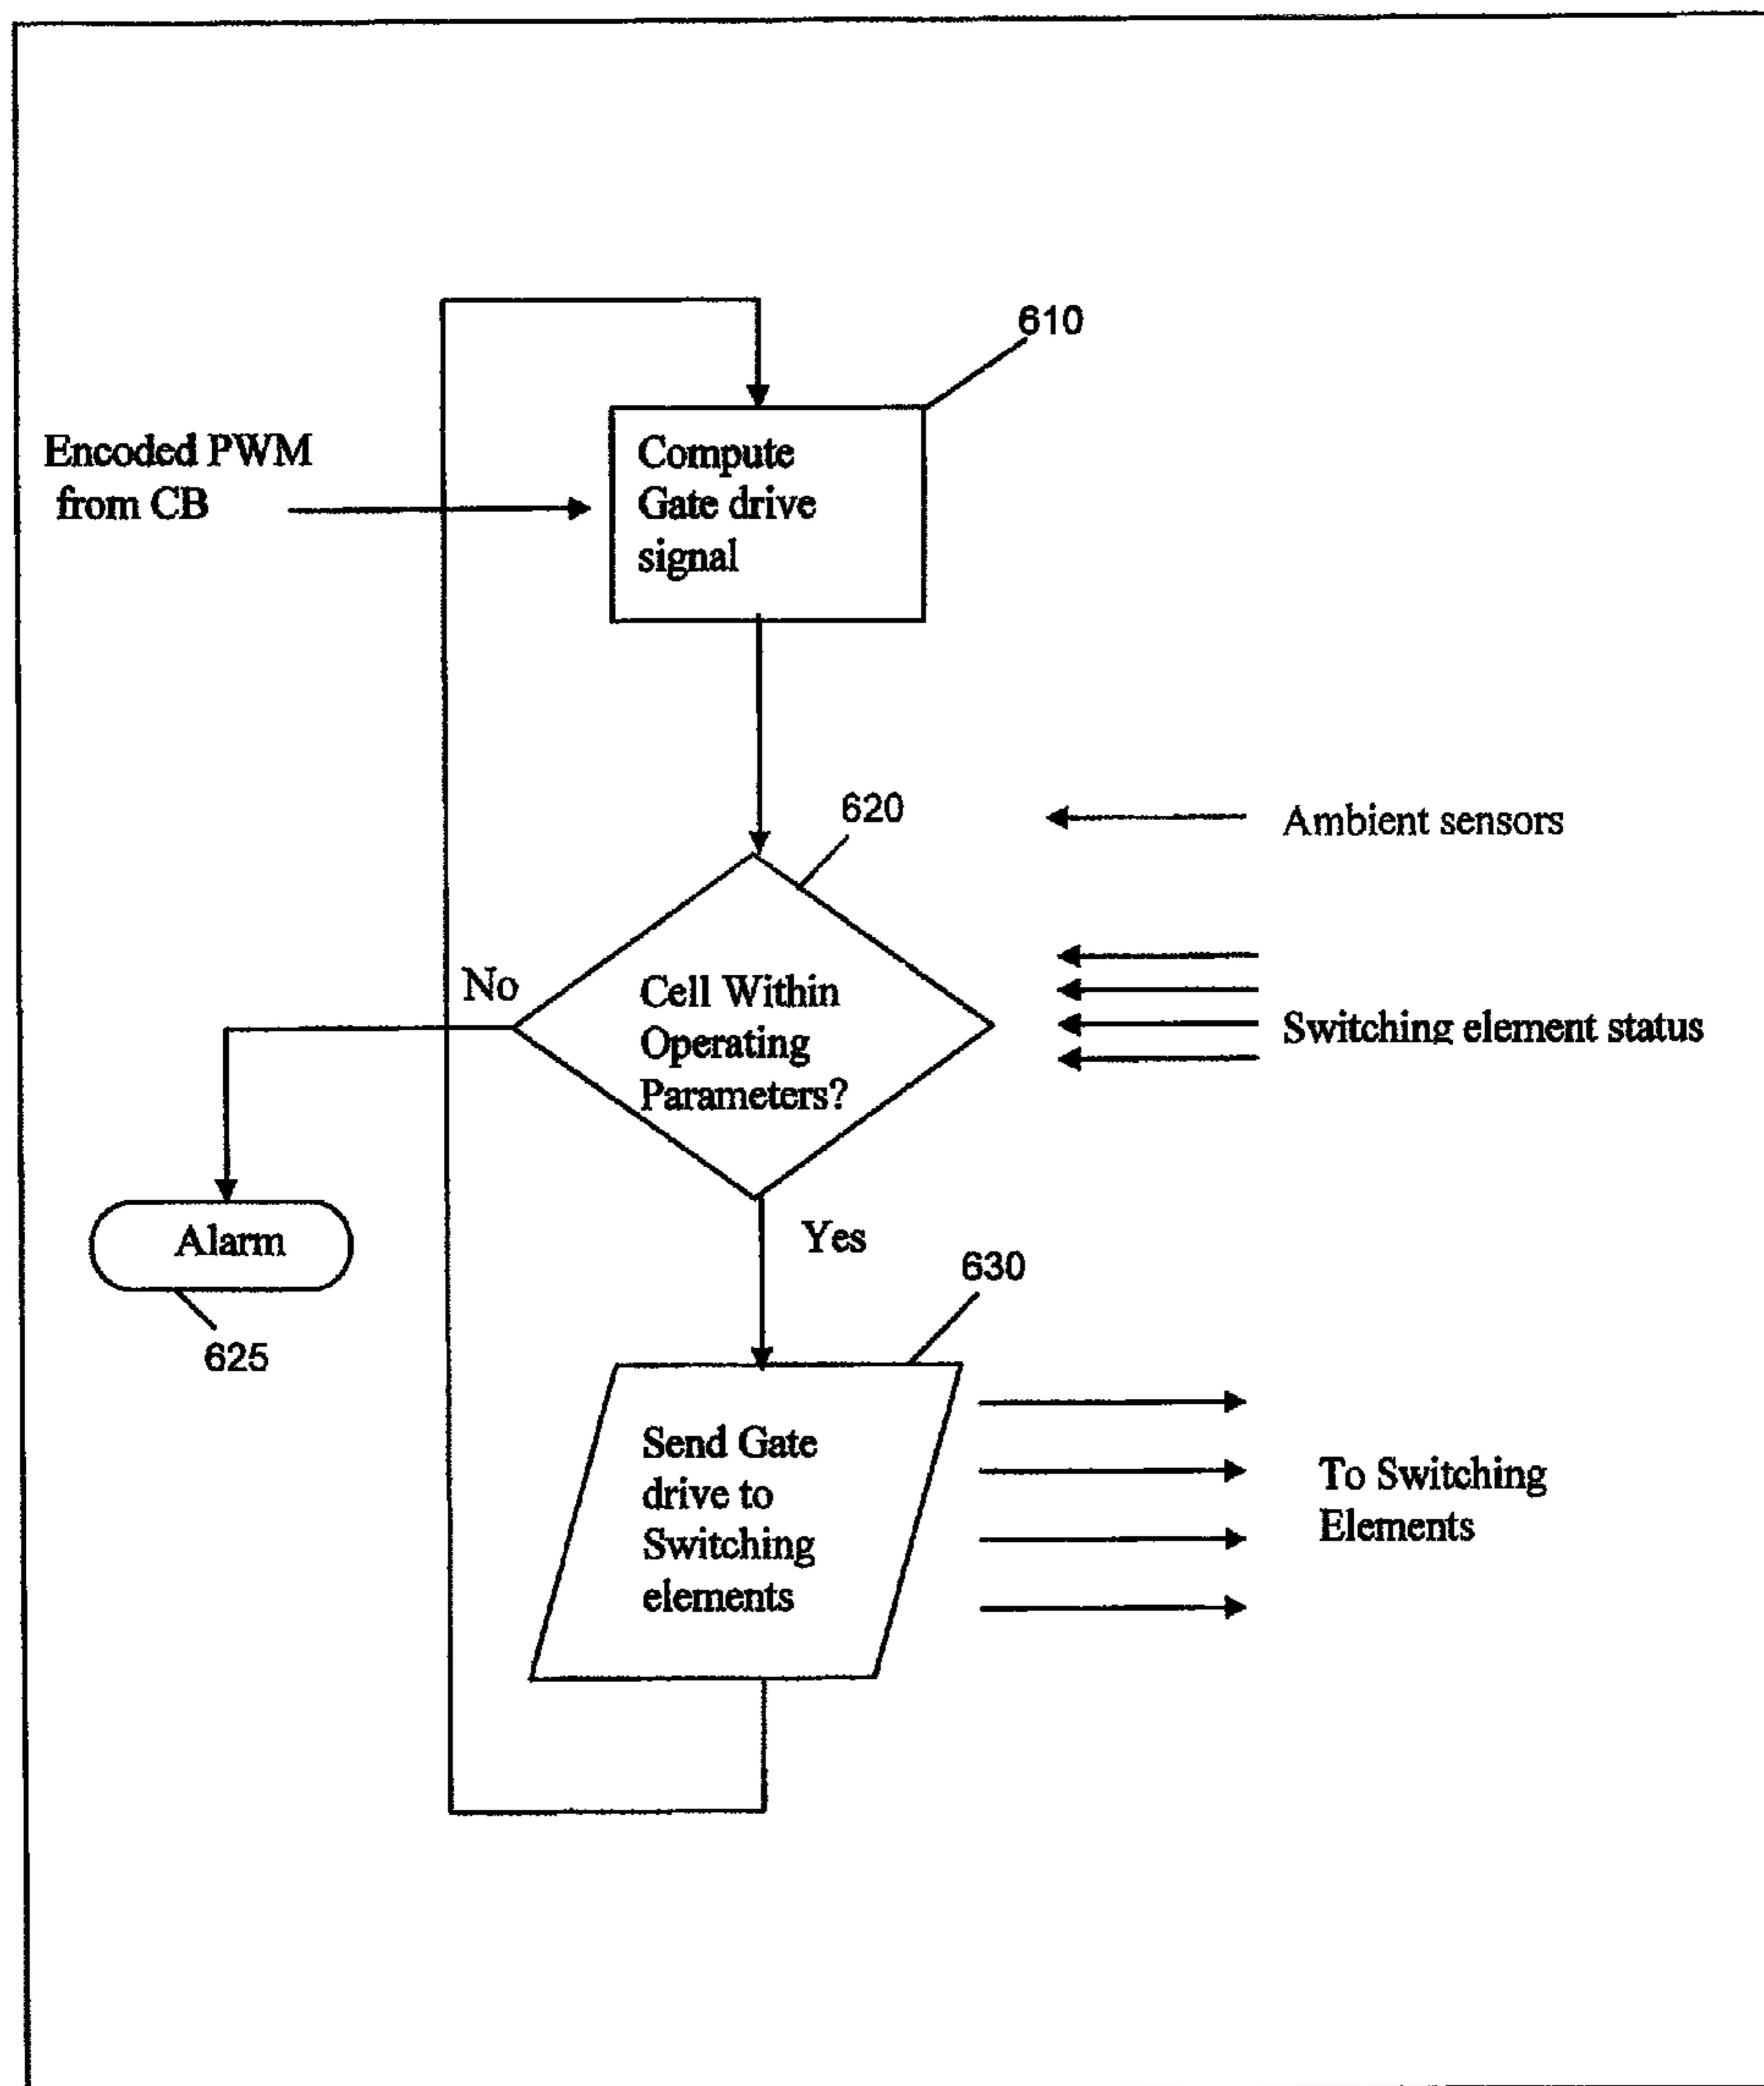 610
Encoded PWM
from CB
Compute
Gate drive
signal
620
Ambient sensors
No
Cell Within
Operating
Parameters?
Switching element status
Alarm
Yes
625
630
Send Gate
drive to
Switching
elements
To Switching
Elements